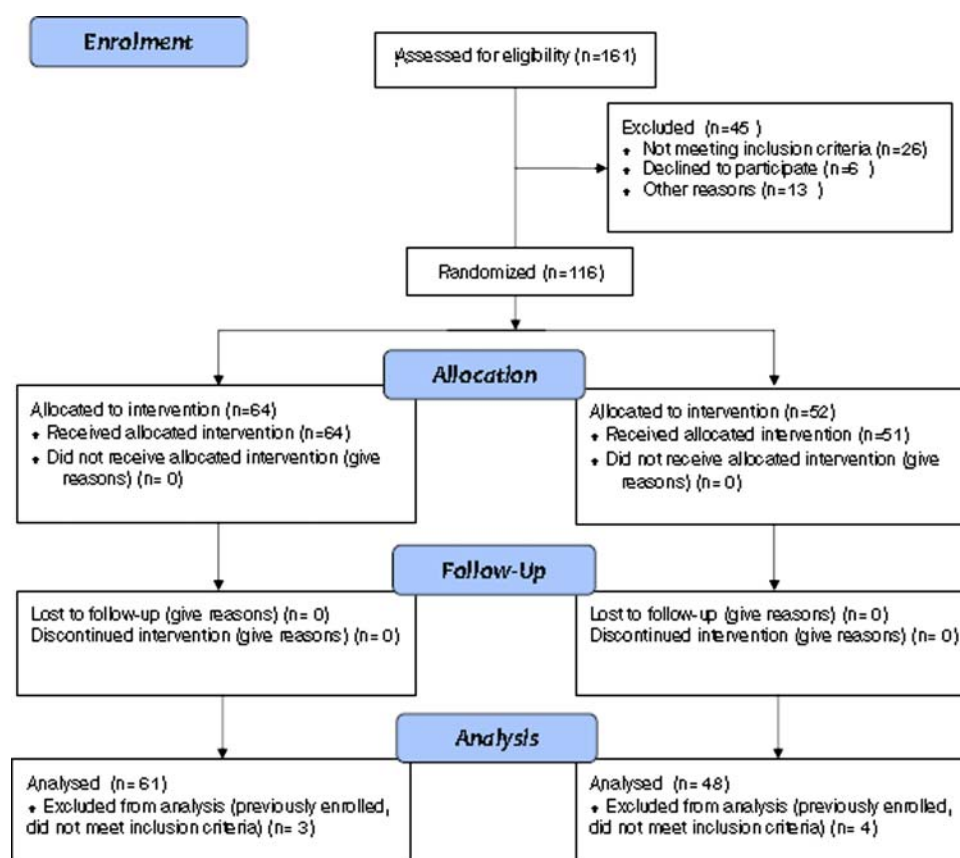 Enrolment
Assessed for eligibility (n=161)
Excluded (n=45 )
Not meeting inclusion criteria (n=26)
Declined to participate (n=6 )
Other reasons (n=13 )
Randomized (n=116)
Allocation
Allocated to intervention (n=64)
Received allocated intervention (n=64)
Did not receive allocated intervention (give
reasons) (n= 0)
Allocated to intervention (n=52)
Received allocated intervention (n=51)
Did not receive allocated intervention (give
reasons) (n= 0)
Follow-Up
Lost to follow-up (give reasons) (n= 0)
Discontinued intervention (give reasons) (n= 0)
Lost to follow-up (give reasons) (n= 0)
Discontinued intervention (give reasons) (n= 0)
Analysis
Analysed (n= 61)
Excluded from analysis (previously enrolled,
did not meet inclusion criteria) (n= 3)
Analysed (n= 48)
Excluded from analysis (previously enrolled,
did not meet inclusion criteria) (n= 4)